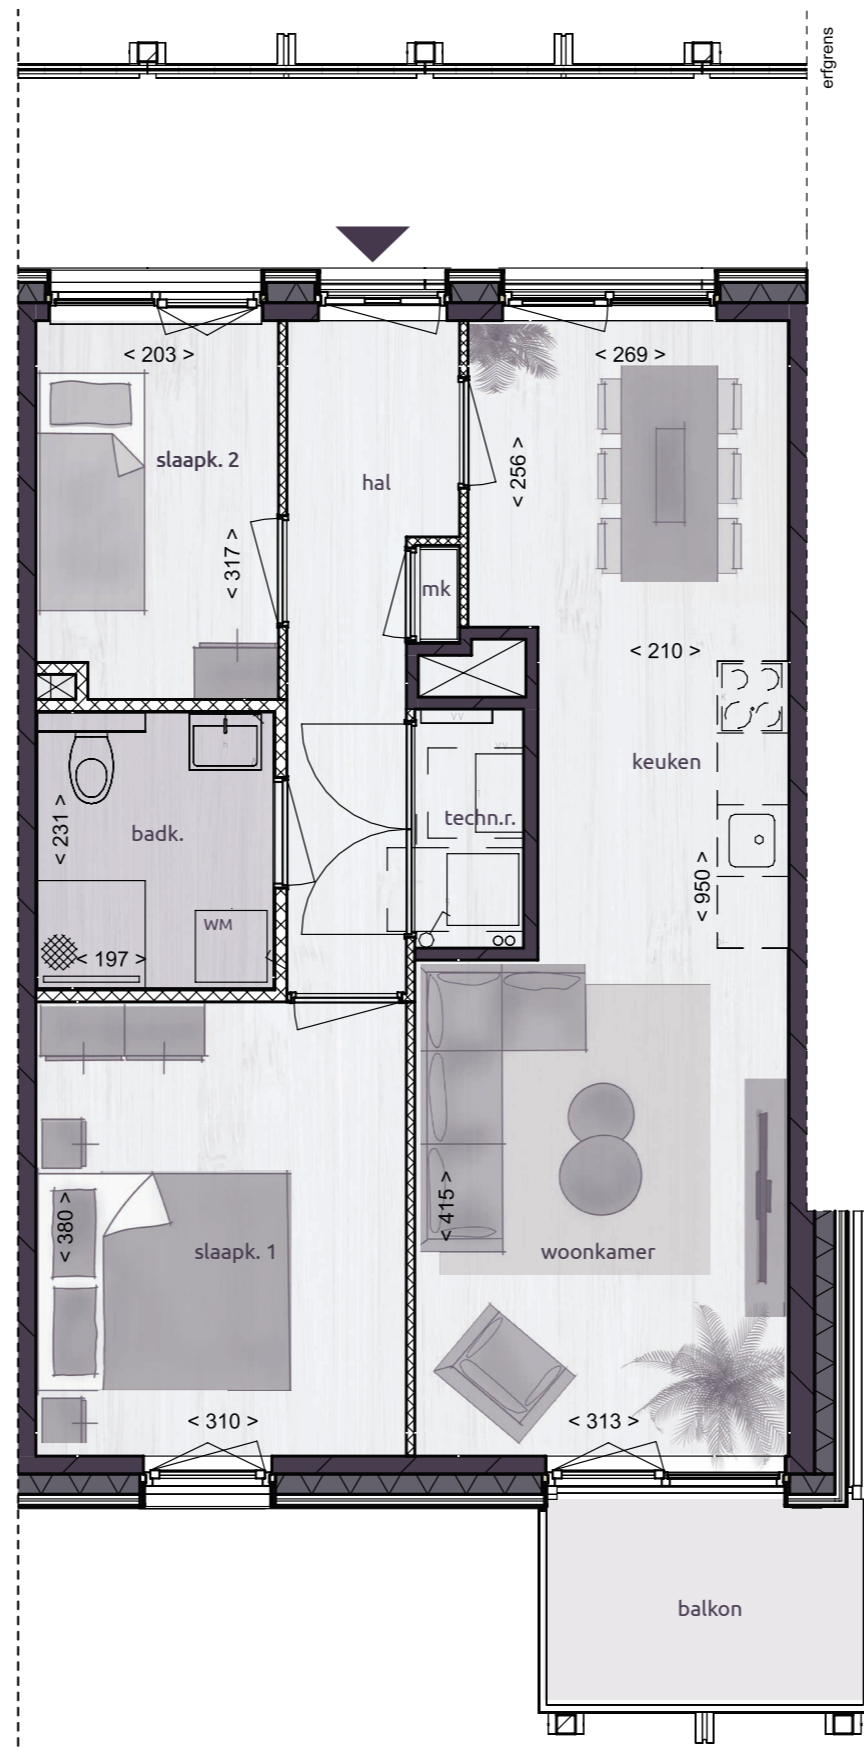 erfgrens
< 203 >
< 269 >
slaapk. 2
hal
< 256 >
< 317 >
mk
< 210 >
vv
keuken
techn.r.
< 231 >
badk.
< 950 >
WM
< 197 >
< 380 >
< 415 >
slaapk. 1
woonkamer
< 310 >
< 313 >
balkon